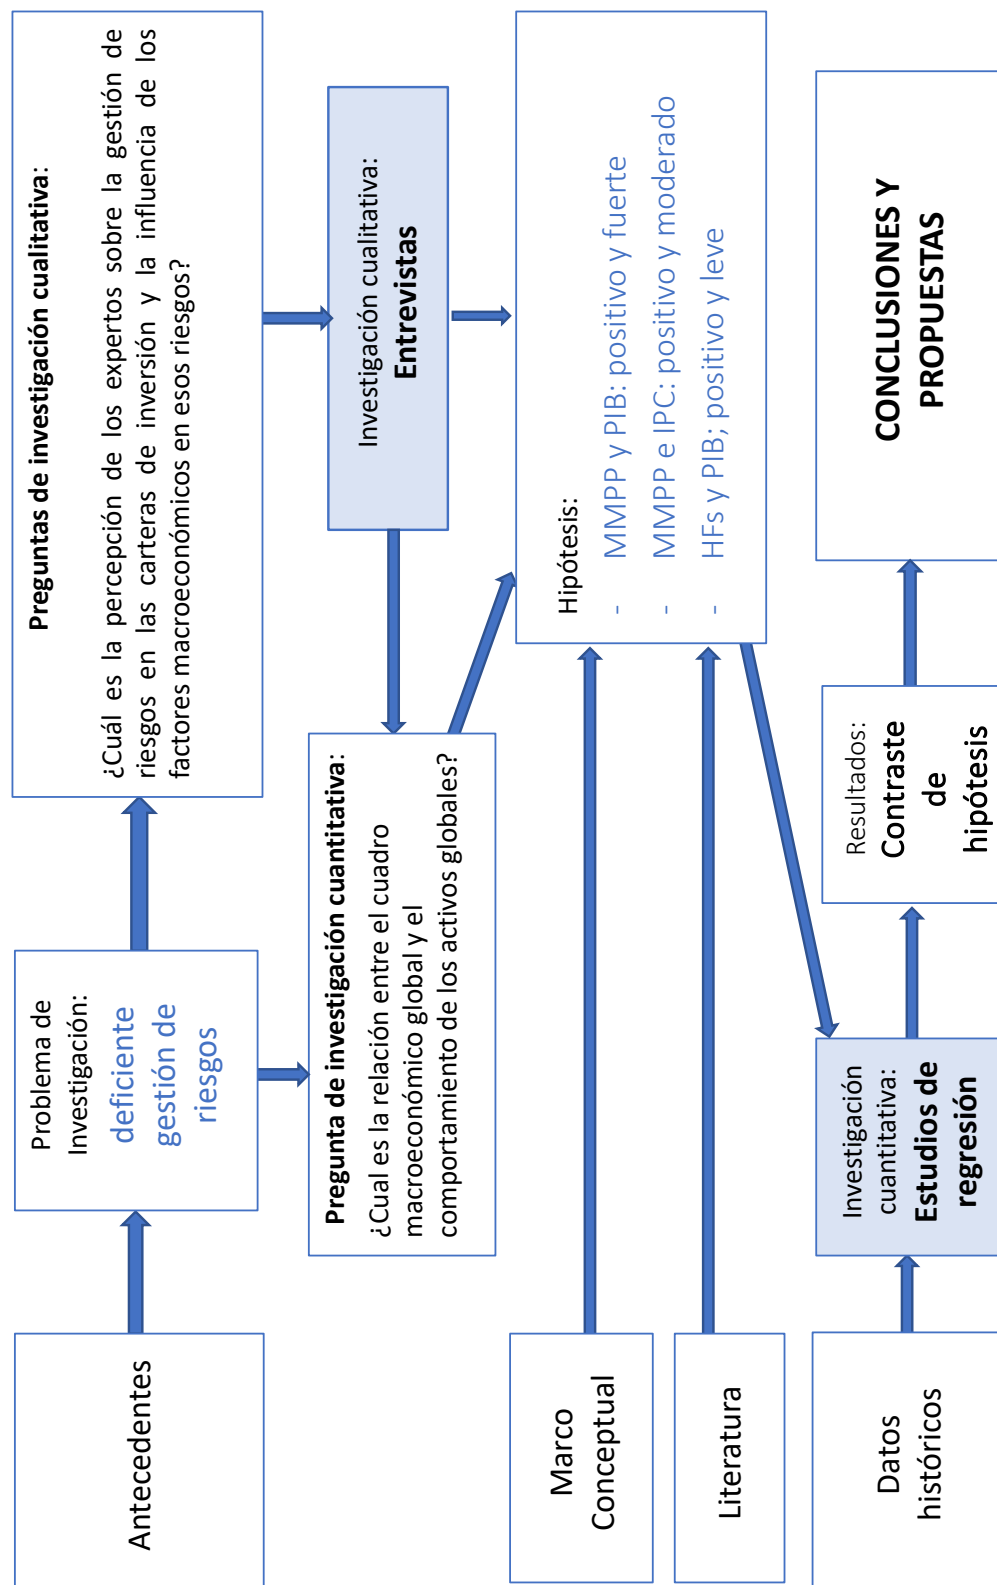 Antecedentes
Problema de
Investigación:
deficiente
gestión de
riesgos
Preguntas de investigación cualitativa:
¿Cuál es la percepción de los expertos sobre la gestión de
riesgos en las carteras de inversión y la influencia de los
factores macroeconómicos en esos riesgos?
Pregunta de investigación cuantitativa:
¿Cual es la relación entre el cuadro
macroeconómico global y el
comportamiento de los activos globales?
Investigación cualitativa:
Entrevistas
Marco
Conceptual
Literatura
Hipótesis:
- MMPP y PIB: positivo y fuerte
- MMPP e IPC: positivo y moderado
- HFs y PIB; positivo y leve
Datos
históricos
Investigación
cuantitativa:
Estudios de
regresión
Resultados:
Contraste
de
hipótesis
CONCLUSIONES Y
PROPUESTAS